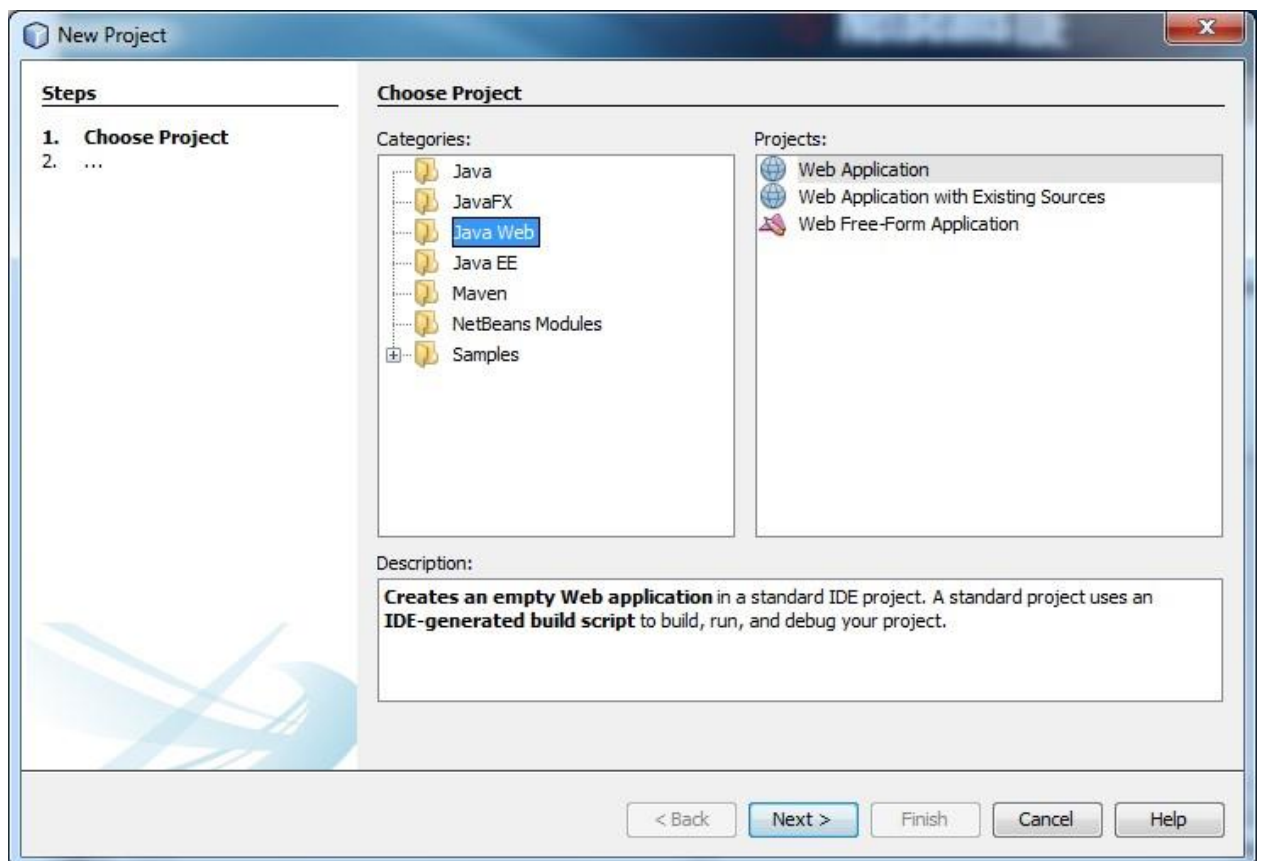 New Project
Steps
1. Choose Project
2. ...
Choose Project
Categories:
Java
JavaFX
Java Web
Java EE
Maven
NetBeans Modules
Samples
Projects:
Web Application
Web Application with Existing Sources
Web Free-Form Application
Description:
Creates an empty Web application in a standard IDE project. A standard project uses an
IDE-generated build script to build, run, and debug your project.
< Back
Next >
Finish
Cancel
Help